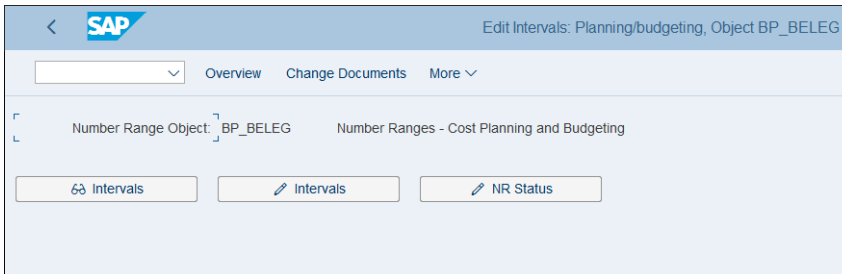 SAP Edit Intervals: Planning/budgeting, Object BP_BELEG
Overview Change Documents More
Number Range Object: BP_BELEG Number Ranges - Cost Planning and Budgeting
Intervals Intervals NR Status